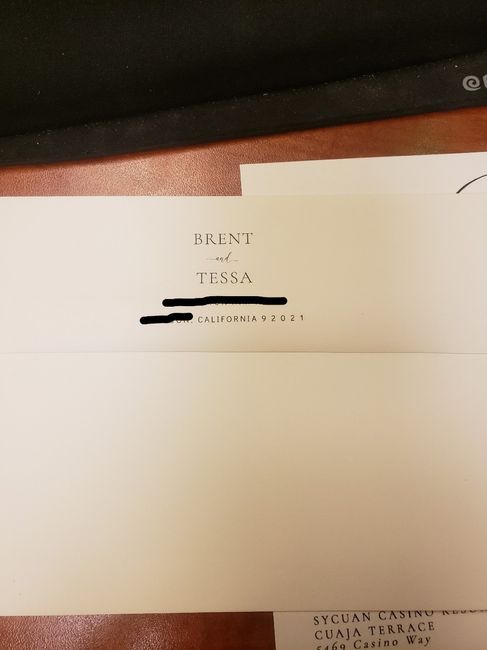 BRENT
and
TESSA
CALIFORNIA 92021
SYCUAN CASINO
CUAJA TERRACE
5469 Casino Way